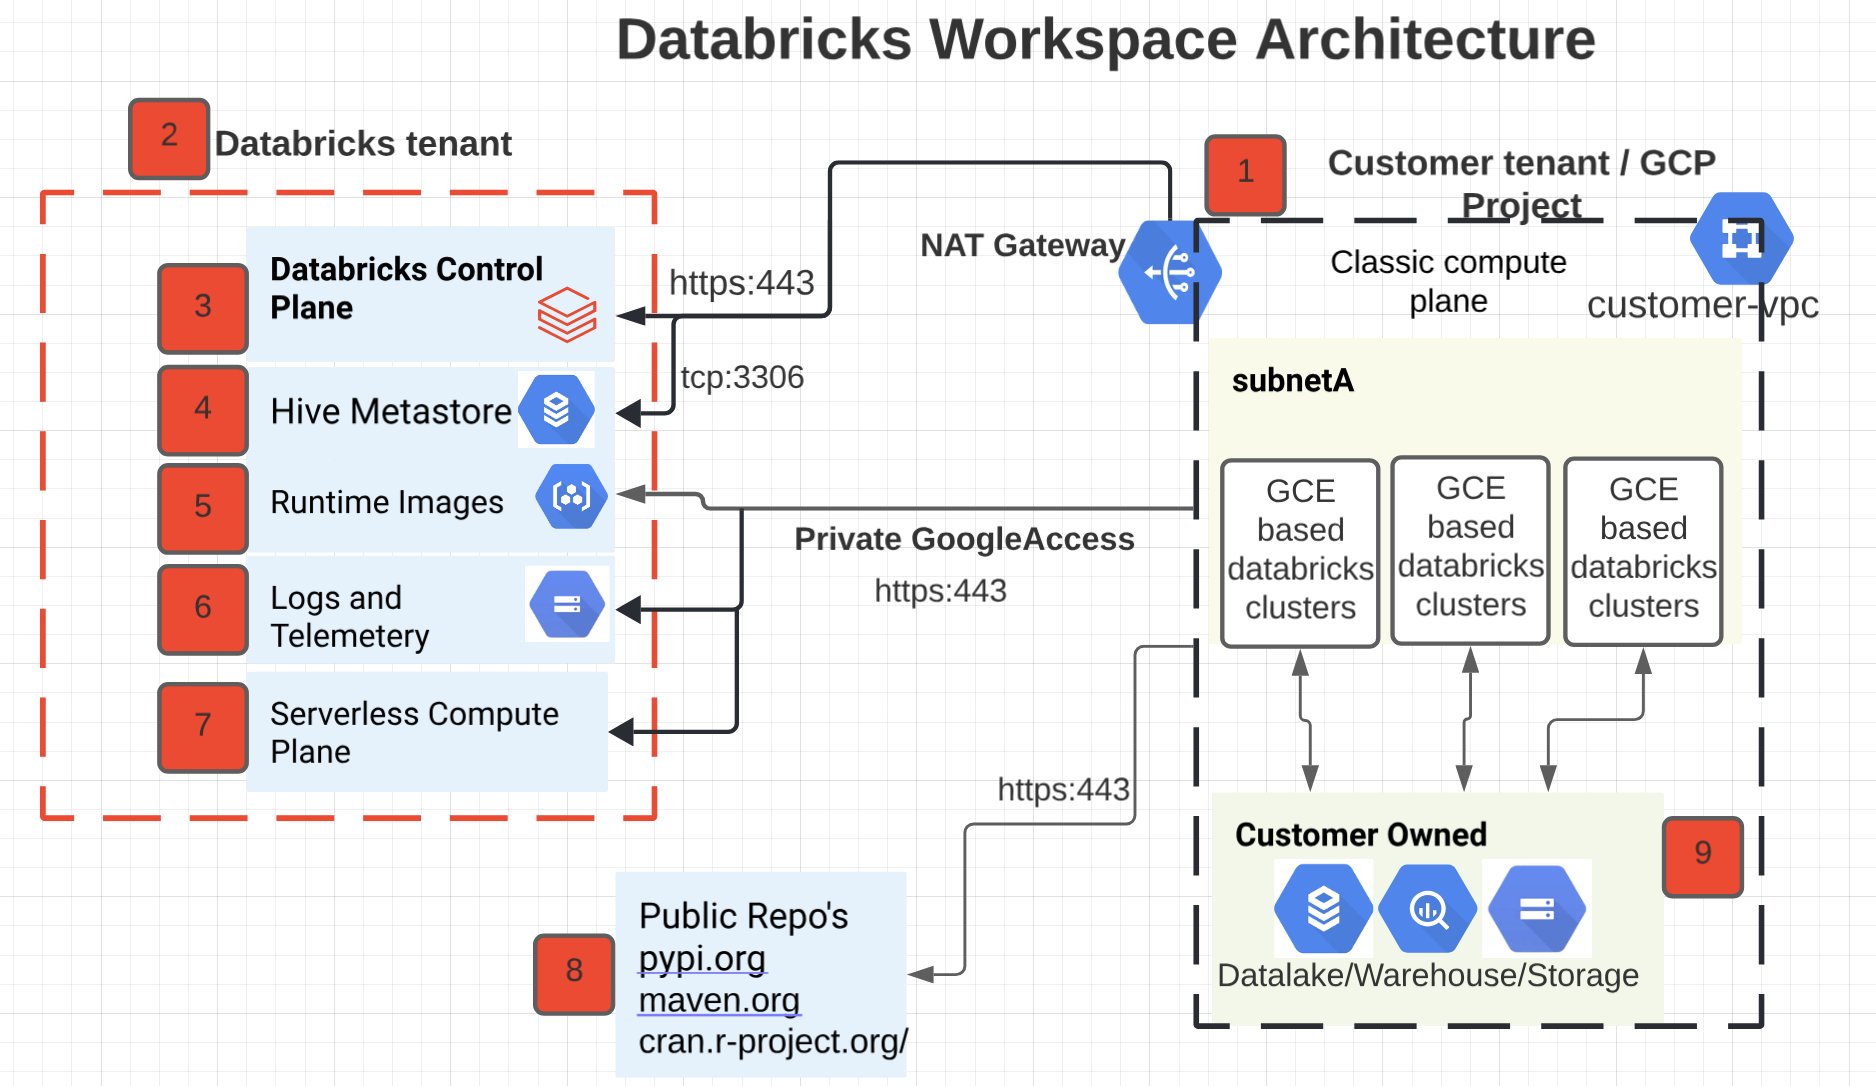 Databricks Workspace Architecture
2
Databricks tenant
1
Customer tenant / GCP
Project
NAT Gateway
Classic compute
plane
customer-vpc
3
Databricks Control
Plane
https:443
tcp:3306
4
Hive Metastore
5
Runtime Images
6
Logs and
Telemetery
7
Serverless Compute
Plane
Private GoogleAccess
https:443
subnetA
GCE
based
databricks
clusters
GCE
based
databricks
clusters
GCE
based
databricks
clusters
https:443
8
Public Repo's
pypi.org
maven.org
cran.r-project.org/
Customer Owned
9
Datalake/Warehouse/Storage